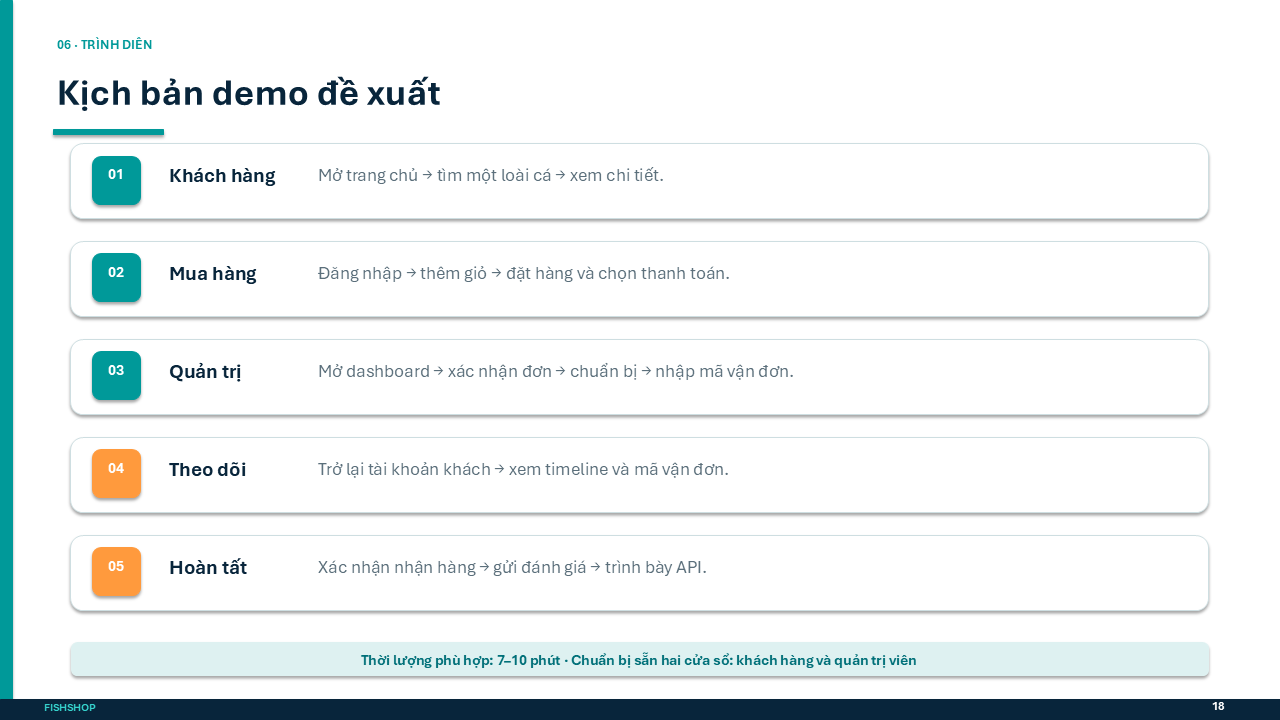 06 · TRÌNH DIỄN
Kịch bản demo đề xuất
01 Khách hàng Mở trang chủ → tìm một loài cá → xem chi tiết.
02 Mua hàng Đăng nhập → thêm giỏ → đặt hàng và chọn thanh toán.
03 Quản trị Mở dashboard → xác nhận đơn → chuẩn bị → nhập mã vận đơn.
04 Theo dõi Trở lại tài khoản khách → xem timeline và mã vận đơn.
05 Hoàn tất Xác nhận nhận hàng → gửi đánh giá → trình bày API.
Thời lượng phù hợp: 7–10 phút · Chuẩn bị sẵn hai cửa sổ: khách hàng và quản trị viên
FISHSHOP 18